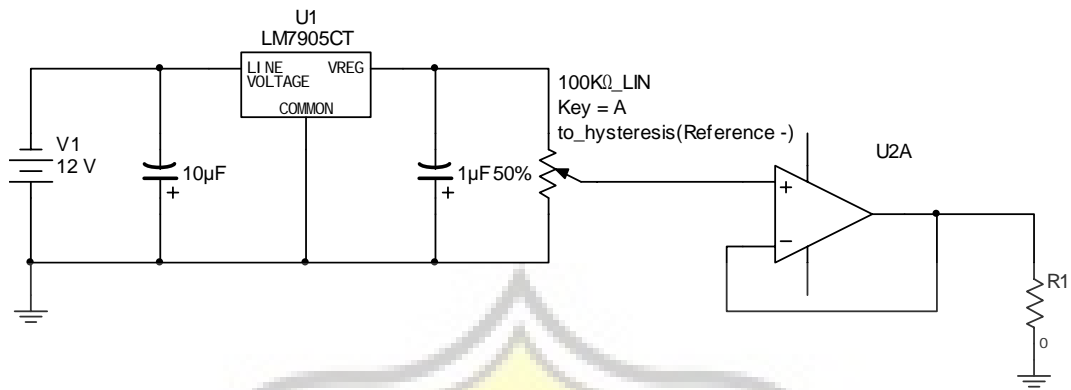 U1
LM7905CT
LINE VREG
VOLTAGE
COMMON
V1
12 V
10µF
1µF
50%
100KΩ_LIN
Key = A
to_hysteresis(Reference -)
U2A
R1
0